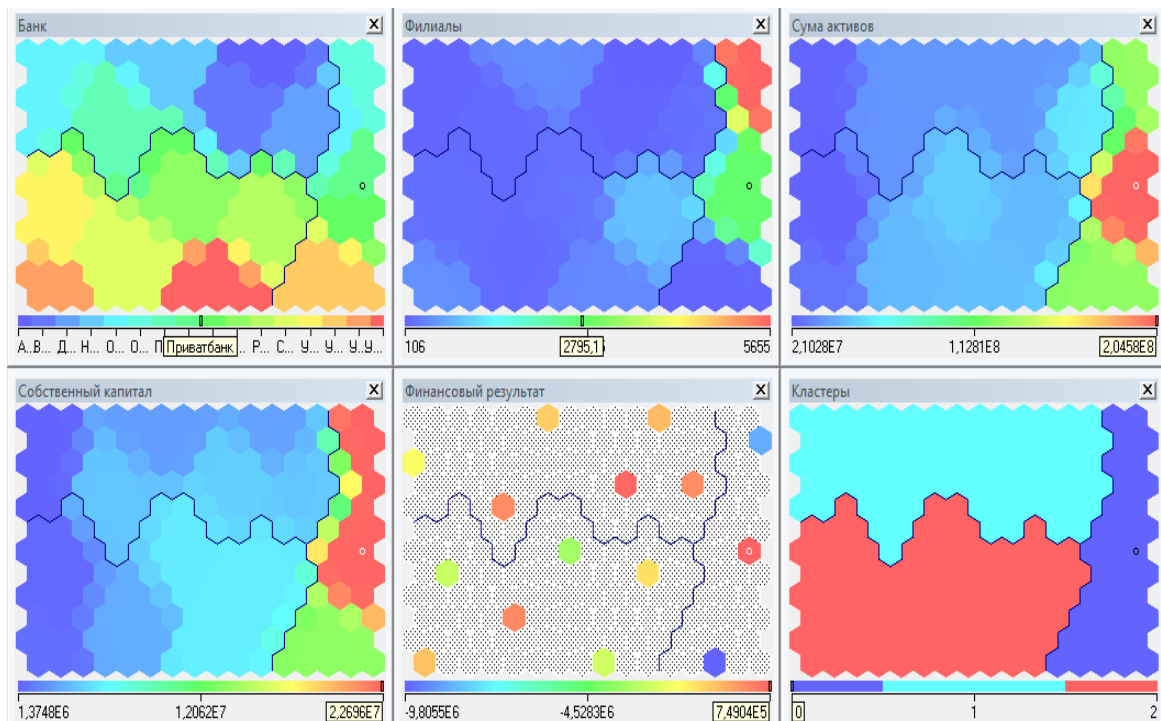 Банк
Филиалы
Сума активов
А..В... Д... Н... О... О... П Приватбанк .. Р... С... У... У... У..У...
106 2795,1 5655
2,1028E7 1,1281E8 2,0458E8
Собственный капитал
Финансовый результат
Кластеры
1,3748E6 1,2062E7 2,2696E7
-9,8055E6 -4,5283E6 7,4904E5
0 1 2